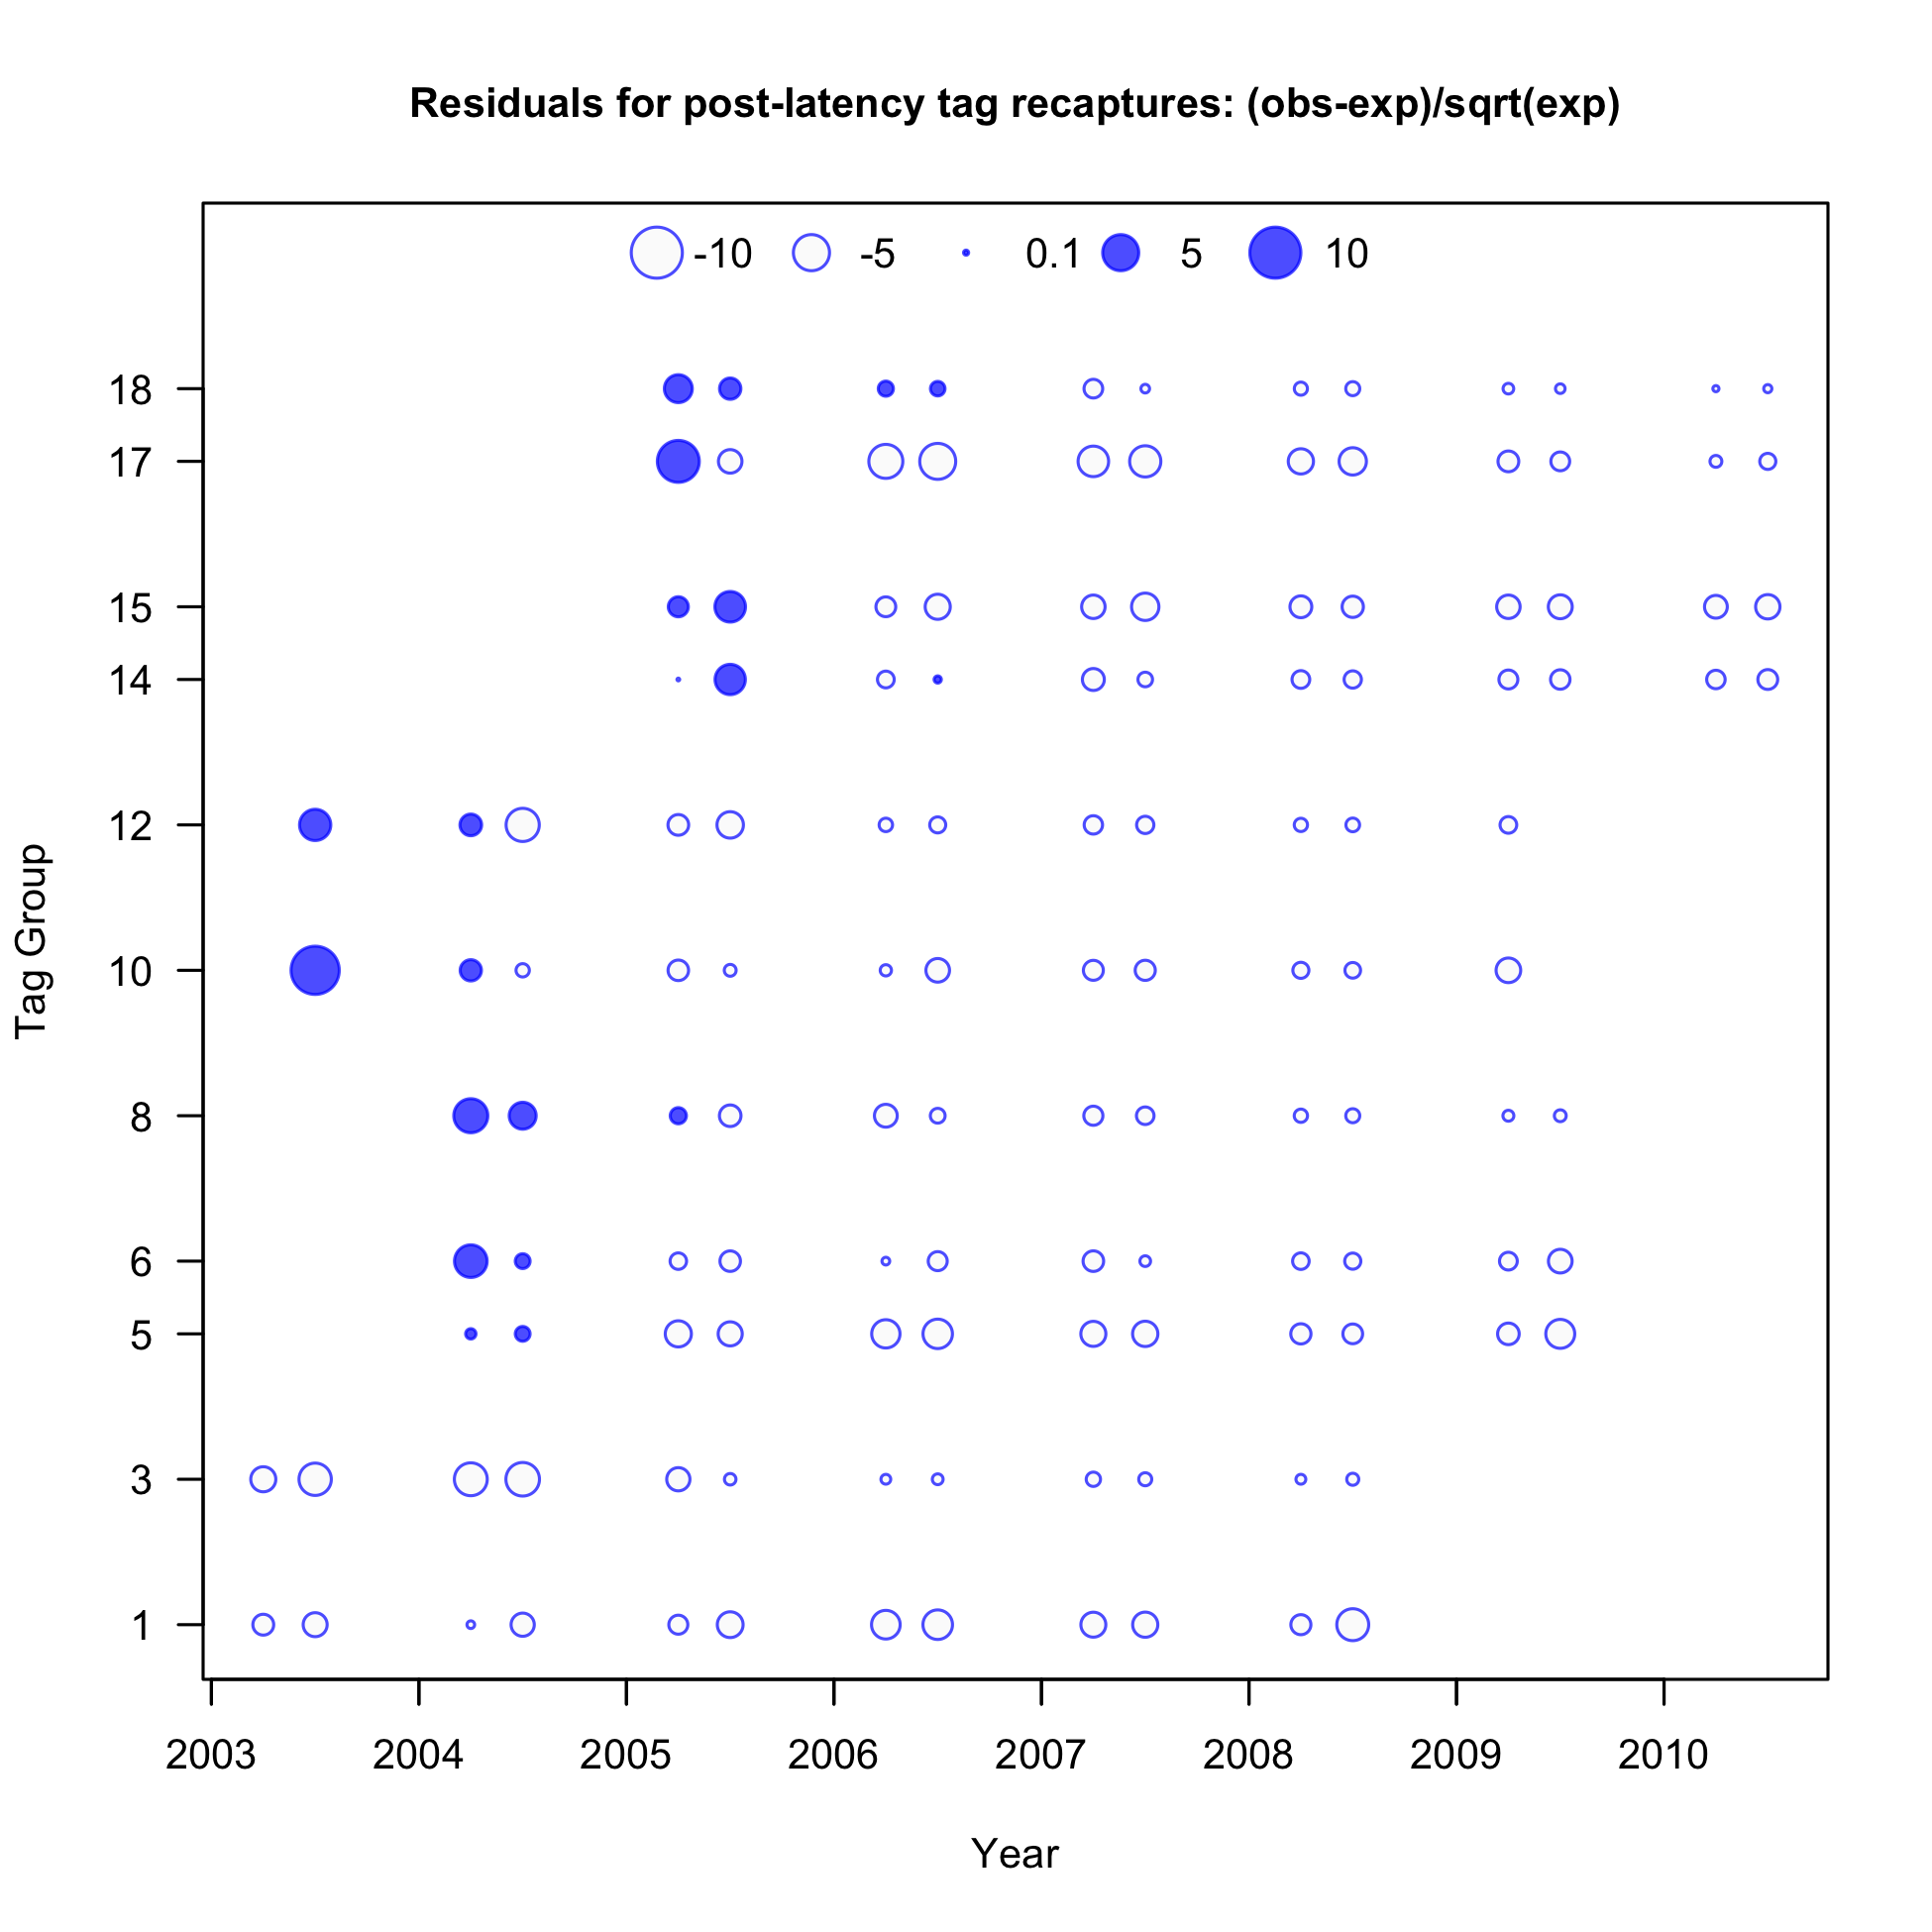 Residuals for post-latency tag recaptures: (obs-exp)/sqrt(exp)
-10 -5 0.1 5 10
18
17
15
14
12
10
8
6
5
3
1
Tag Group
2003 2004 2005 2006 2007 2008 2009 2010
Year